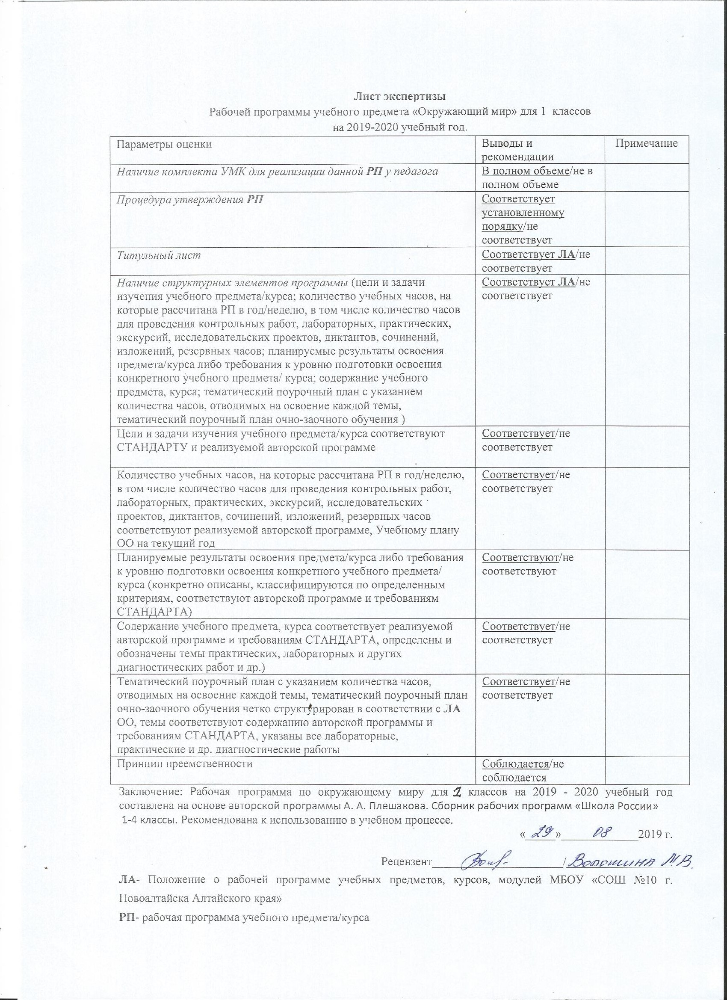 Лист экспертизы
Рабочей программы учебного предмета «Окружающий мир» для 1 классов
на 2019-2020 учебный год.
Параметры оценки
Выводы и
рекомендации
Примечание
Наличие комплекта УМК для реализации данной РП у педагога
В полном объеме/не в
полном объеме
Процедура утверждения РП
Соответствует
установленному
порядку/не
соответствует
Титульный лист
Соответствует ЛА/не
соответствует
Наличие структурных элементов программы (цели и задачи
изучения учебного предмета/курса; количество учебных часов, на
которые рассчитана РП в год/неделю, в том числе количество часов
для проведения контрольных работ, лабораторных, практических,
экскурсий, исследовательских проектов, диктантов, сочинений,
изложений, резервных часов; планируемые результаты освоения
предмета/курса либо требования к уровню подготовки освоения
конкретного учебного предмета/ курса; содержание учебного
предмета, курса; тематический поурочный план с указанием
количества часов, отводимых на освоение каждой темы,
тематический поурочный план очно-заочного обучения )
Соответствует ЛА/не
соответствует
Цели и задачи изучения учебного предмета/курса соответствуют
СТАНДАРТУ и реализуемой авторской программе
Соответствует/не
соответствует
Количество учебных часов, на которые рассчитана РП в год/неделю,
в том числе количество часов для проведения контрольных работ,
лабораторных, практических, экскурсий, исследовательских
проектов, диктантов, сочинений, изложений, резервных часов
соответствуют реализуемой авторской программе, Учебному плану
ОО на текущий год
Соответствует/не
соответствует
Планируемые результаты освоения предмета/курса либо требования
к уровню подготовки освоения конкретного учебного предмета/
курса (конкретно описаны, классифицируются по определенным
критериям, соответствуют авторской программе и требованиям
СТАНДАРТА)
Соответствуют/не
соответствуют
Содержание учебного предмета, курса соответствует реализуемой
авторской программе и требованиям СТАНДАРТА, определены и
обозначены темы практических, лабораторных и других
диагностических работ и др.)
Соответствует/не
соответствует
Тематический поурочный план с указанием количества часов,
отводимых на освоение каждой темы, тематический поурочный план
очно-заочного обучения четко структурирован в соответствии с ЛА
ОО, темы соответствуют содержанию авторской программы и
требованиям СТАНДАРТА, указаны все лабораторные,
практические и др. диагностические работы
Соответствует/не
соответствует
Принцип преемственности
Соблюдается/не
соблюдается
Заключение: Рабочая программа по окружающему миру для 1 классов на 2019 - 2020 учебный год
составлена на основе авторской программы А. А. Плешакова. Сборник рабочих программ «Школа России»
1-4 классы. Рекомендована к использованию в учебном процессе.
« 29 » 08 2019 г.
Рецензент / Волошина М.В.
ЛА- Положение о рабочей программе учебных предметов, курсов, модулей МБОУ «СОШ №10 г.
Новоалтайска Алтайского края»
РП- рабочая программа учебного предмета/курса